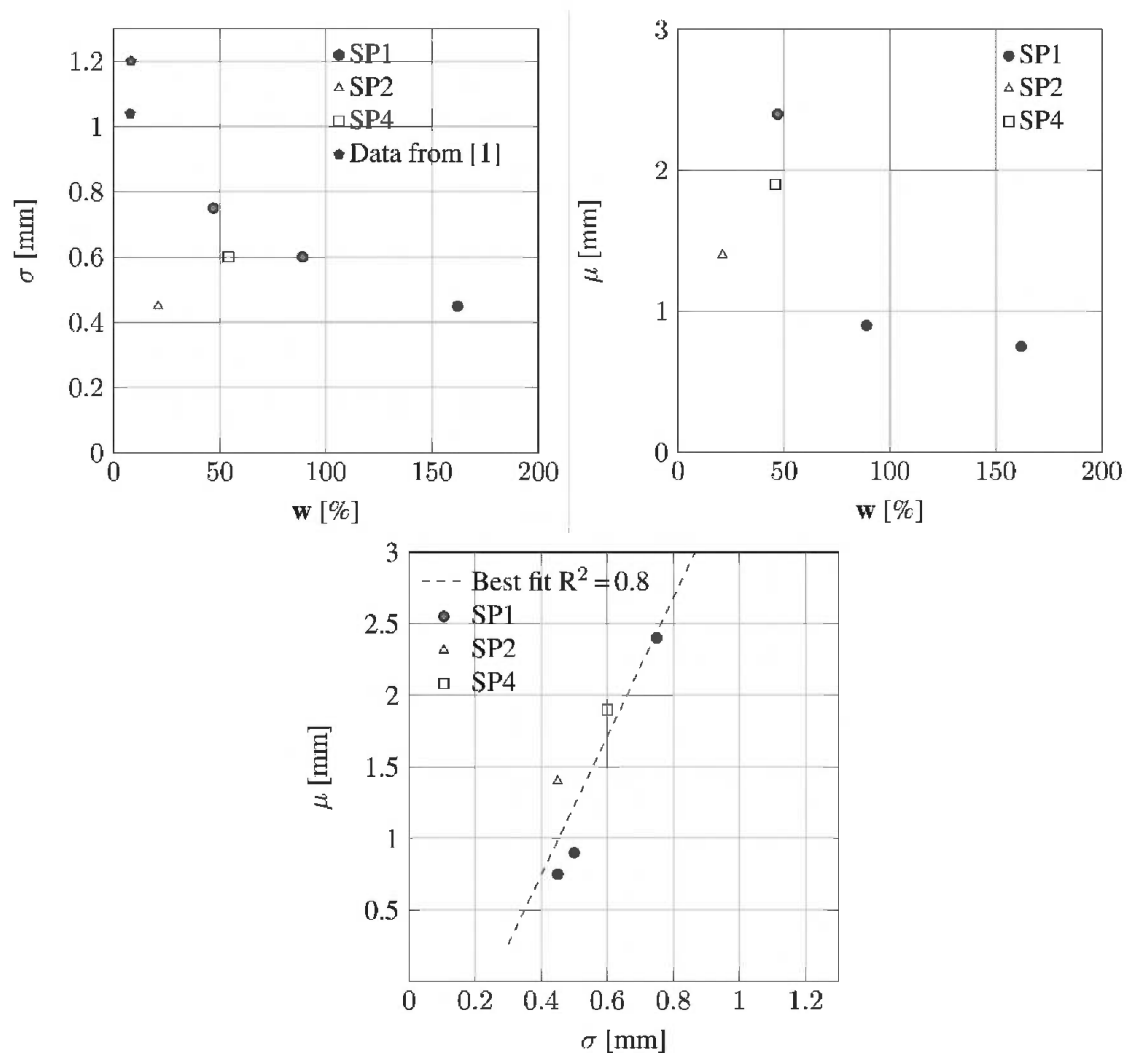 1.2
1
0.8
0.6
0.4
0.2
0
σ [mm]
SP1
SP2
SP4
Data from [1]
0 50 100 150 200
w [%]
3
2
1
0
μ [mm]
SP1
SP2
SP4
0 50 100 150 200
w [%]
3
2.5
2
1.5
1
0.5
μ [mm]
Best fit R² = 0.8
SP1
SP2
SP4
0 0.2 0.4 0.6 0.8 1 1.2
σ [mm]